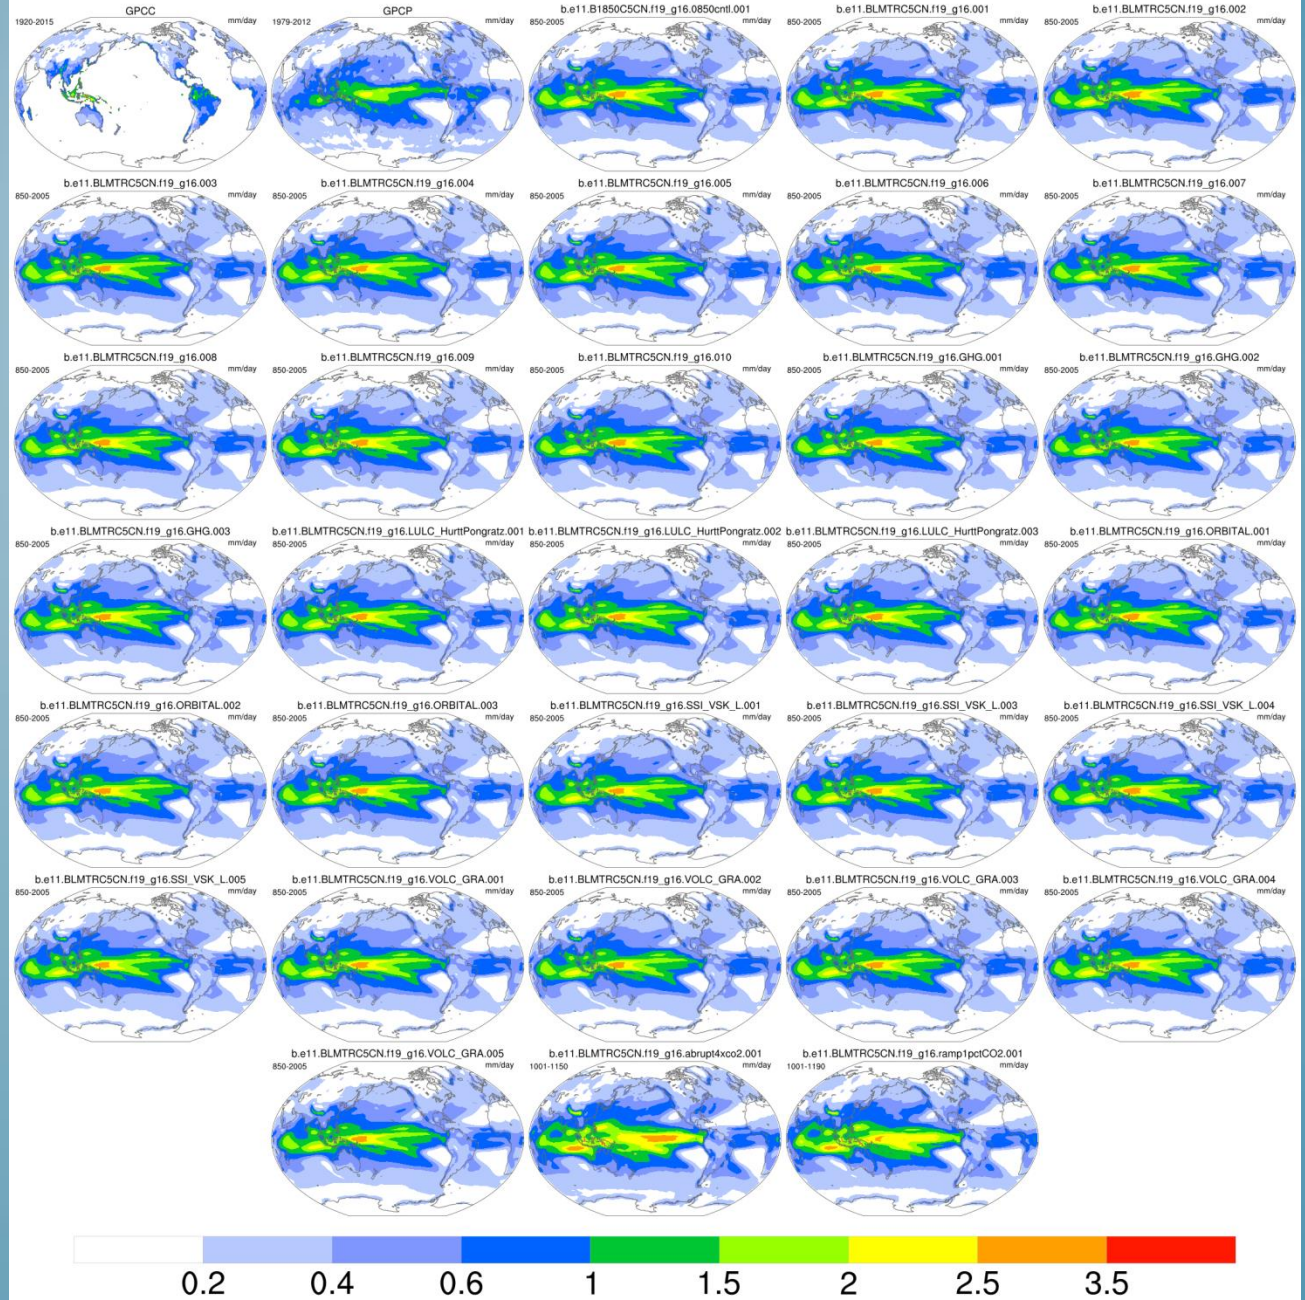 GPCC
1920-2015 mm/day
GPCP
1979-2012 mm/day
b.e11.B1850C5CN.f19_g16.0850cntl.001
850-2005 mm/day
b.e11.BLMTRC5CN.f19_g16.001
850-2005 mm/day
b.e11.BLMTRC5CN.f19_g16.002
850-2005 mm/day
b.e11.BLMTRC5CN.f19_g16.003
850-2005 mm/day
b.e11.BLMTRC5CN.f19_g16.004
850-2005 mm/day
b.e11.BLMTRC5CN.f19_g16.005
850-2005 mm/day
b.e11.BLMTRC5CN.f19_g16.006
850-2005 mm/day
b.e11.BLMTRC5CN.f19_g16.007
850-2005 mm/day
b.e11.BLMTRC5CN.f19_g16.008
850-2005 mm/day
b.e11.BLMTRC5CN.f19_g16.009
850-2005 mm/day
b.e11.BLMTRC5CN.f19_g16.010
850-2005 mm/day
b.e11.BLMTRC5CN.f19_g16.GHG.001
850-2005 mm/day
b.e11.BLMTRC5CN.f19_g16.GHG.002
850-2005 mm/day
b.e11.BLMTRC5CN.f19_g16.GHG.003
850-2005 mm/day
b.e11.BLMTRC5CN.f19_g16.LULC_HurttPongratz.001
850-2005 mm/day
b.e11.BLMTRC5CN.f19_g16.LULC_HurttPongratz.002
850-2005 mm/day
b.e11.BLMTRC5CN.f19_g16.LULC_HurttPongratz.003
850-2005 mm/day
b.e11.BLMTRC5CN.f19_g16.ORBITAL.001
850-2005 mm/day
b.e11.BLMTRC5CN.f19_g16.ORBITAL.002
850-2005 mm/day
b.e11.BLMTRC5CN.f19_g16.ORBITAL.003
850-2005 mm/day
b.e11.BLMTRC5CN.f19_g16.SSI_VSK_L.001
850-2005 mm/day
b.e11.BLMTRC5CN.f19_g16.SSI_VSK_L.003
850-2005 mm/day
b.e11.BLMTRC5CN.f19_g16.SSI_VSK_L.004
850-2005 mm/day
b.e11.BLMTRC5CN.f19_g16.SSI_VSK_L.005
850-2005 mm/day
b.e11.BLMTRC5CN.f19_g16.VOLC_GRA.001
850-2005 mm/day
b.e11.BLMTRC5CN.f19_g16.VOLC_GRA.002
850-2005 mm/day
b.e11.BLMTRC5CN.f19_g16.VOLC_GRA.003
850-2005 mm/day
b.e11.BLMTRC5CN.f19_g16.VOLC_GRA.004
850-2005 mm/day
b.e11.BLMTRC5CN.f19_g16.VOLC_GRA.005
850-2005 mm/day
b.e11.BLMTRC5CN.f19_g16.abrupt4xco2.001
1001-1150 mm/day
b.e11.BLMTRC5CN.f19_g16.ramp1pctCO2.001
1001-1190 mm/day
0.2 0.4 0.6 1 1.5 2 2.5 3.5